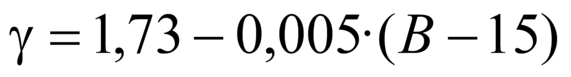 γ = 1,73 − 0,005·(B − 15)